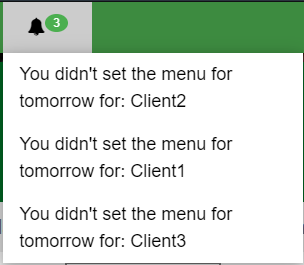 3
You didn't set the menu for
tomorrow for: Client2
You didn't set the menu for
tomorrow for: Client1
You didn't set the menu for
tomorrow for: Client3